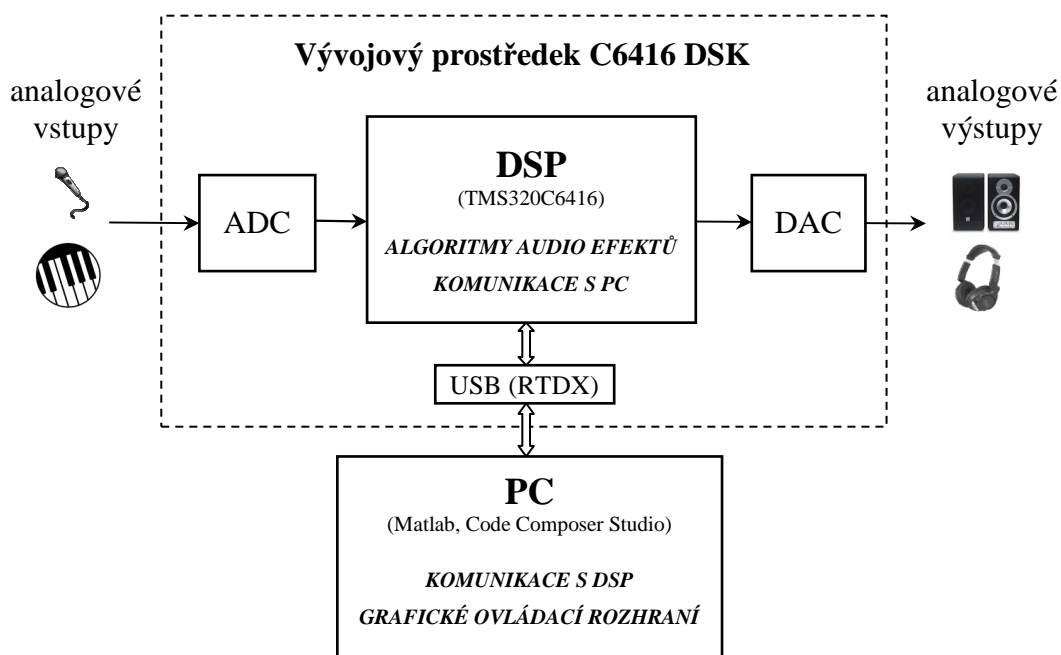 Vývojový prostředek C6416 DSK
analogové
vstupy
analogové
výstupy
ADC
DSP
(TMS320C6416)
ALGORITMY AUDIO EFEKTŮ
KOMUNIKACE S PC
DAC
USB (RTDX)
PC
(Matlab, Code Composer Studio)
KOMUNIKACE S DSP
GRAFICKÉ OVLÁDACÍ ROZHRANÍ